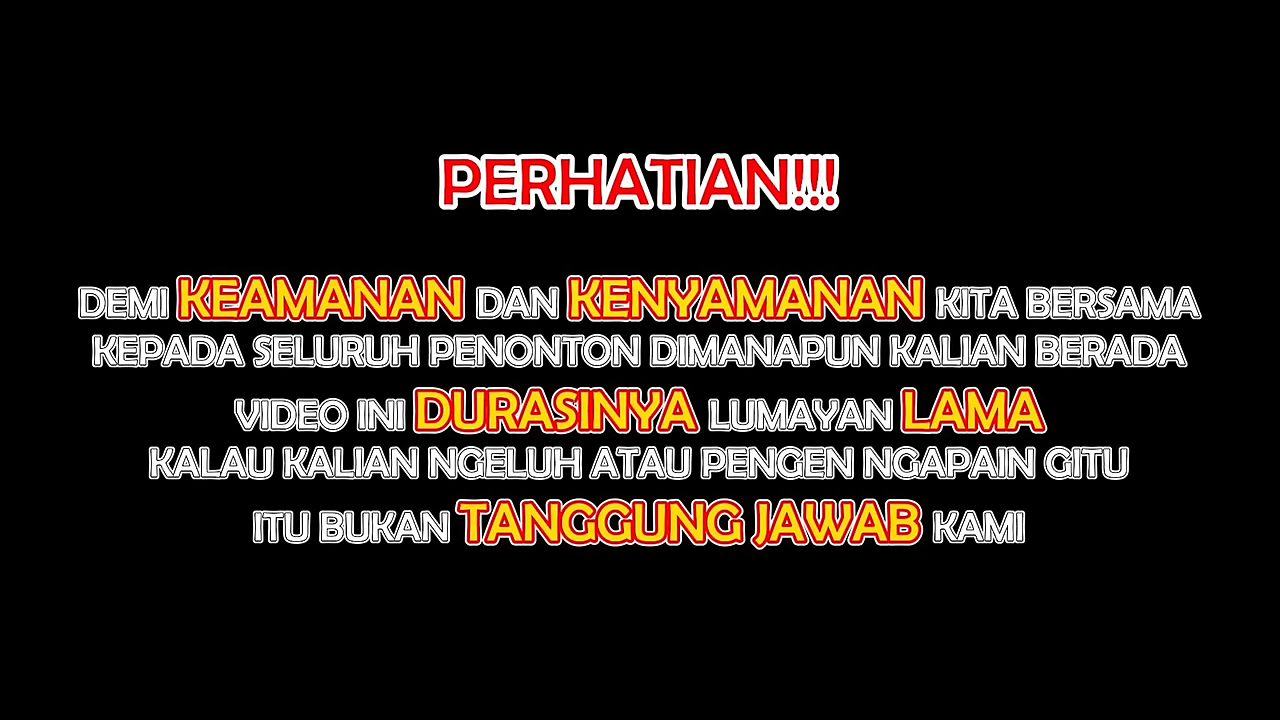 PERHATIAN!!!
DEMI KEAMANAN DAN KENYAMANAN KITA BERSAMA
KEPADA SELURUH PENONTON DIMANAPUN KALIAN BERADA
VIDEO INI DURASINYA LUMAYAN LAMA
KALAU KALIAN NGELUH ATAU PENGEN NGAPAIN GITU
ITU BUKAN TANGGUNG JAWAB KAMI